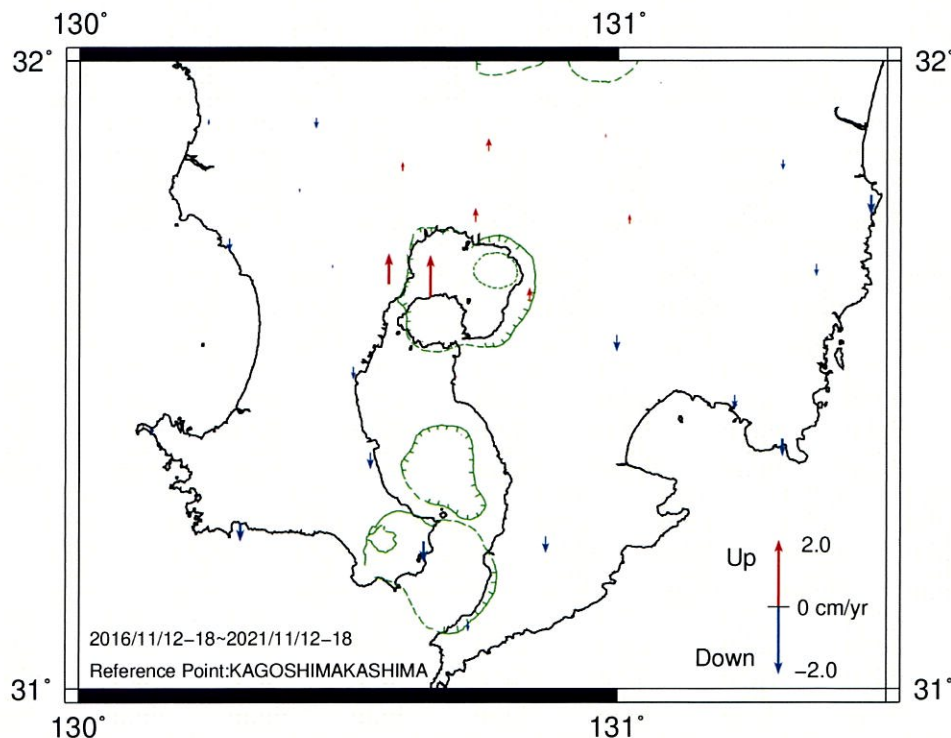 130° 131°
32° 32°
Up 2.0
0 cm/yr
Down −2.0
2016/11/12−18~2021/11/12−18
Reference Point:KAGOSHIMAKASHIMA
31° 31°
130° 131°